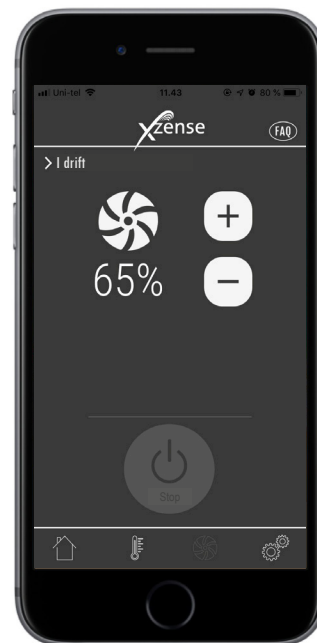 Uni-tel 11.43 80 %
xzense FAQ
I drift
65%
Stop